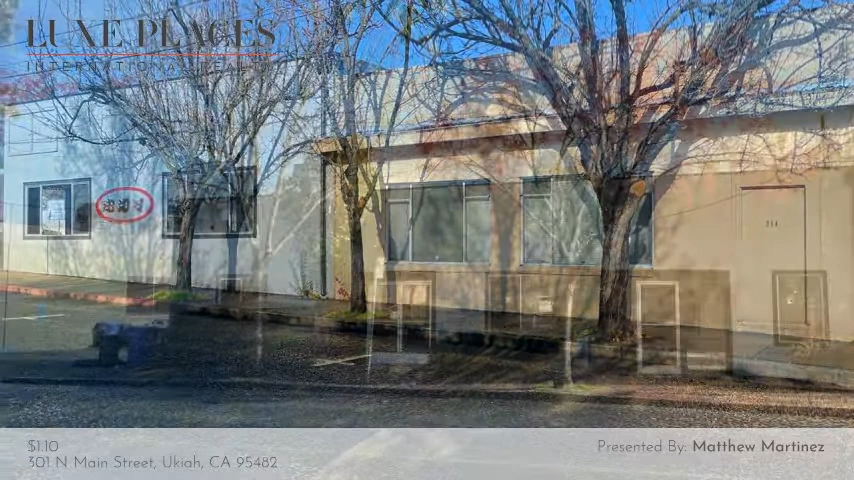 LUXE PLACES
INTERNATIONAL REALTY
$1.10
301 N Main Street, Ukiah, CA 95482
Presented By: Matthew Martinez